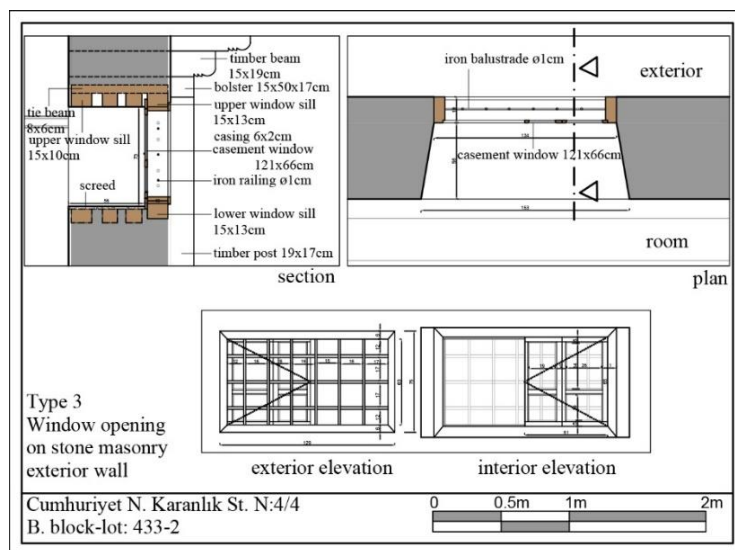 timber beam
15x19cm
bolster 15x50x17cm
upper window sill
15x13cm
casing 6x2cm
casement window
121x66cm
iron railing ø1cm
lower window sill
15x13cm
timber post 19x17cm
tie beam
8x6cm
upper window sill
15x10cm
screed
section
iron balustrade ø1cm
exterior
casement window 121x66cm
room
plan
Type 3
Window opening
on stone masonry
exterior wall
exterior elevation
interior elevation
Cumhuriyet N. Karanlık St. N:4/4
B. block-lot: 433-2
0 0.5m 1m 2m